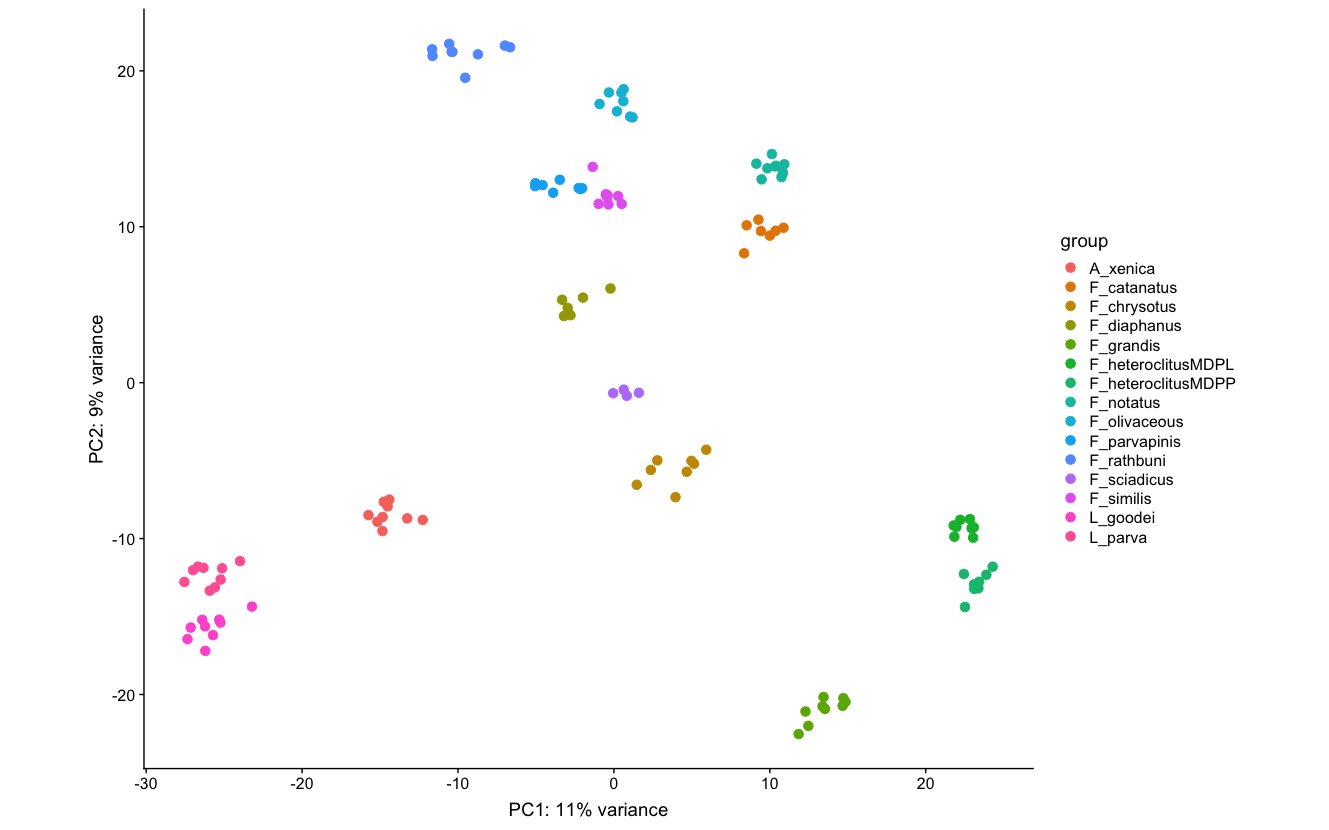 20
10
0
-10
-20
PC2: 9% variance
-30
-20
-10
0
10
20
PC1: 11% variance
group
A_xenica
F_catanatus
F_chrysotus
F_diaphanus
F_grandis
F_heteroclitusMDPL
F_heteroclitusMDPP
F_notatus
F_olivaceous
F_parvapinis
F_rathbuni
F_sciadicus
F_similis
L_goodei
L_parva